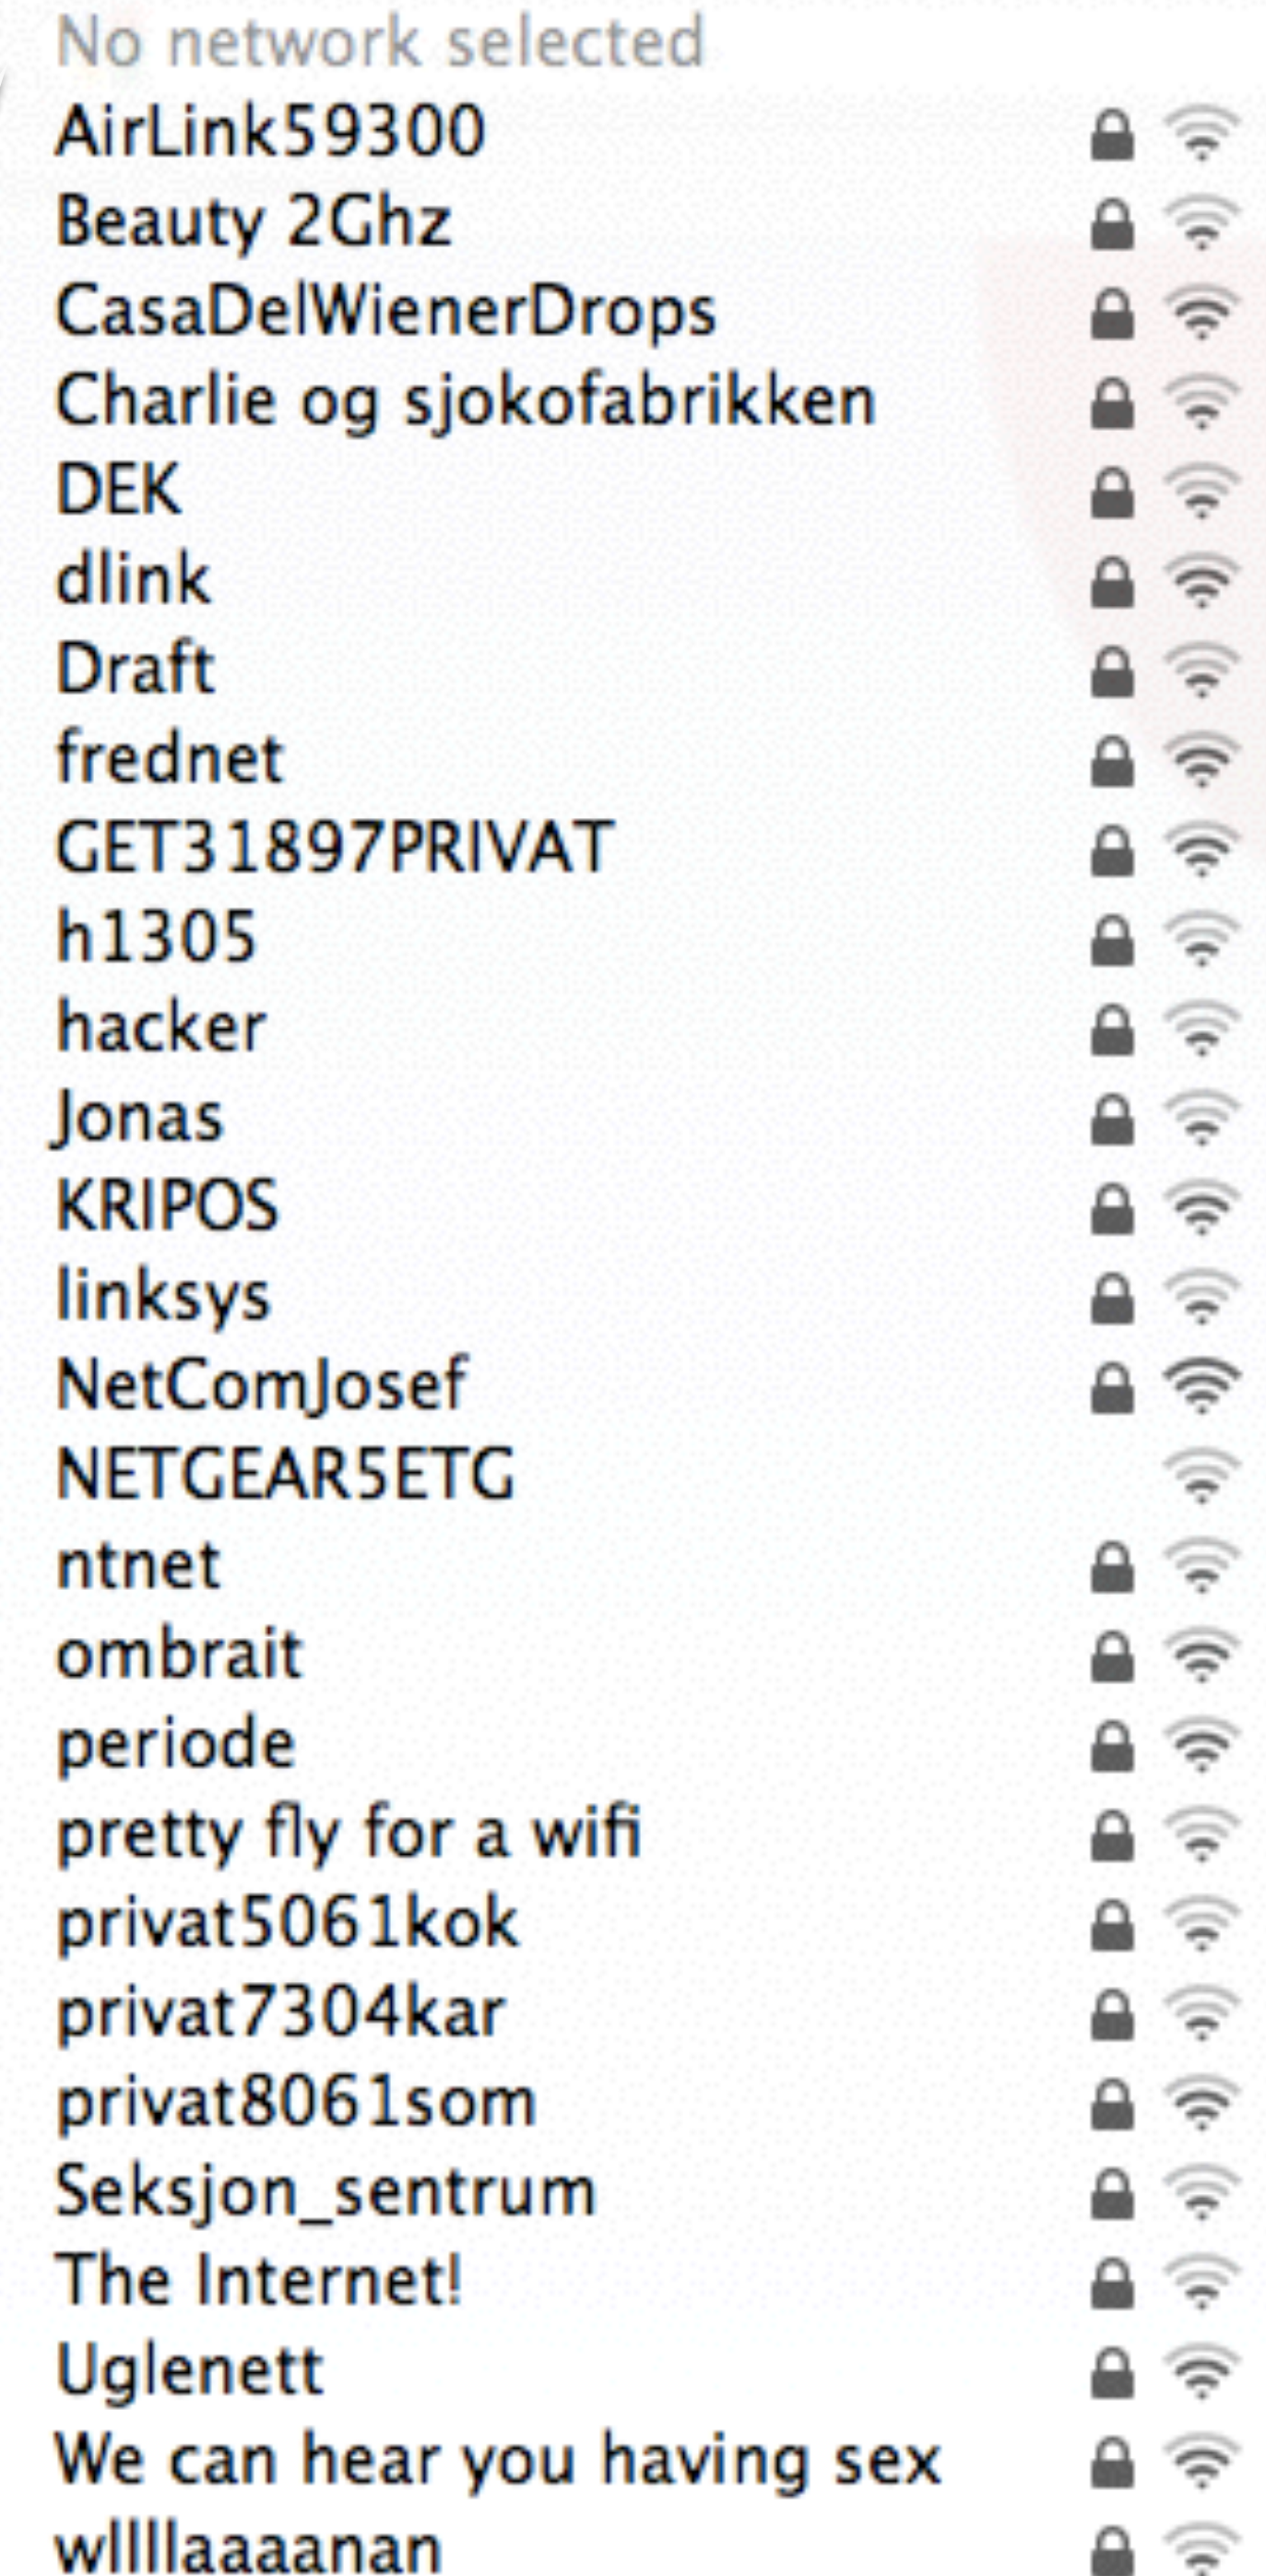 No network selected
AirLink59300
Beauty 2Ghz
CasaDelWienerDrops
Charlie og sjokofabrikken
DEK
dlink
Draft
frednet
GET31897PRIVAT
h1305
hacker
Jonas
KRIPOS
linksys
NetComJosef
NETGEAR5ETG
ntnet
ombrait
periode
pretty fly for a wifi
privat5061kok
privat7304kar
privat8061som
Seksjon_sentrum
The Internet!
Uglenett
We can hear you having sex
wllllaaaanan